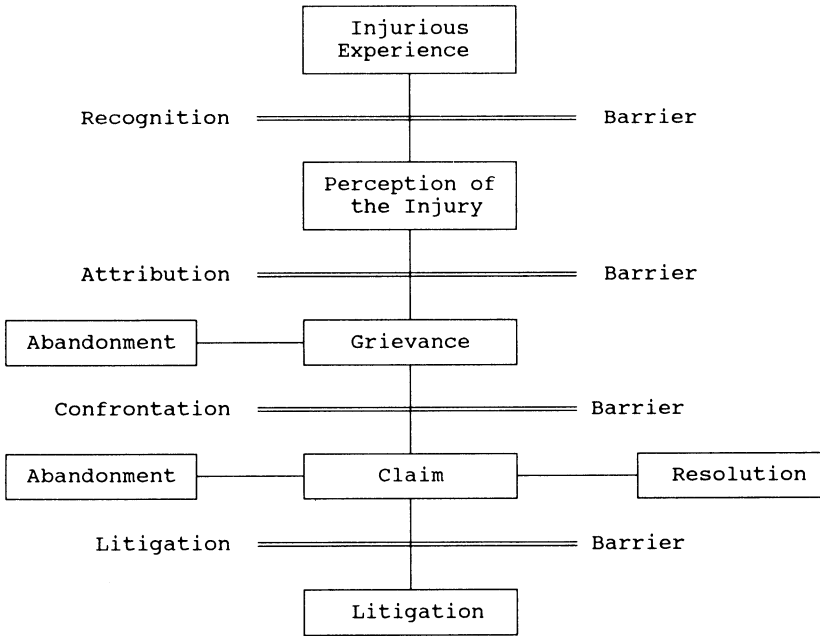 Injurious
Experience
Recognition Barrier
Perception of
the Injury
Attribution Barrier
Abandonment Grievance
Confrontation Barrier
Abandonment Claim Resolution
Litigation Barrier
Litigation